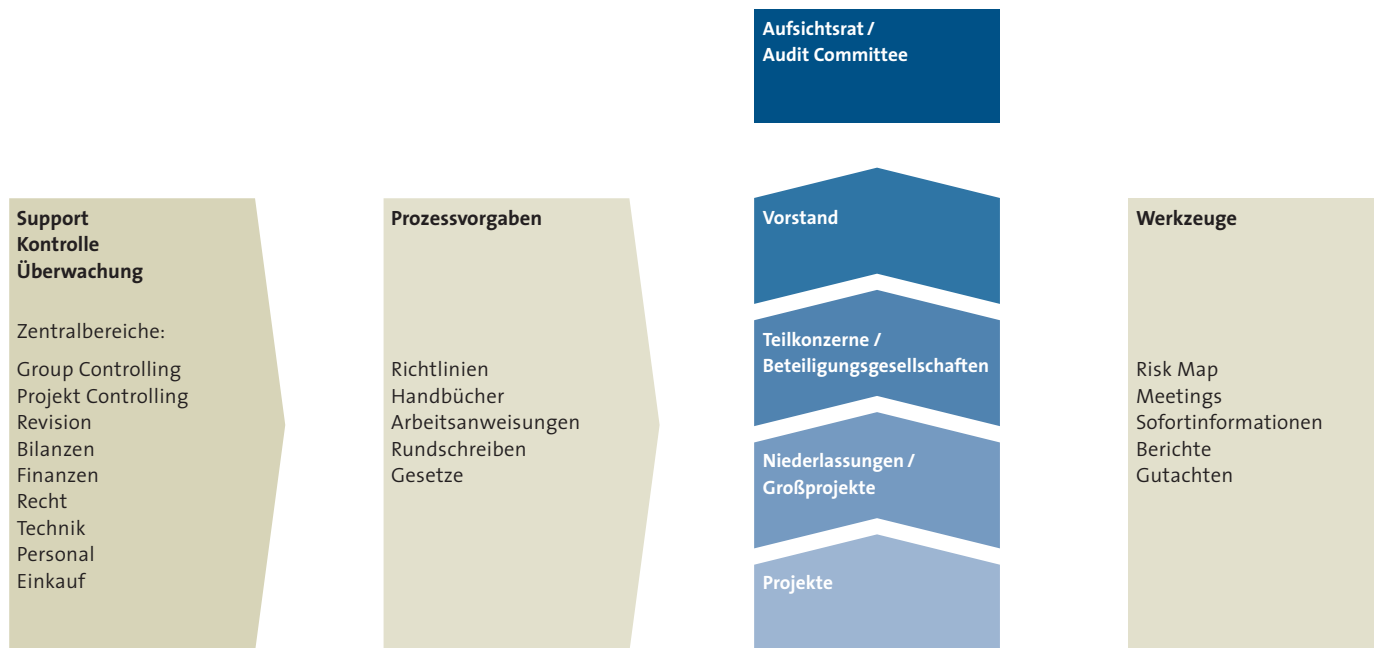 Aufsichtsrat /
Audit Committee
Support
Kontrolle
Überwachung
Zentralbereiche:
Group Controlling
Projekt Controlling
Revision
Bilanzen
Finanzen
Recht
Technik
Personal
Einkauf
Prozessvorgaben
Richtlinien
Handbücher
Arbeitsanweisungen
Rundschreiben
Gesetze
Vorstand
Teilkonzerne /
Beteiligungsgesellschaften
Niederlassungen /
Großprojekte
Projekte
Werkzeuge
Risk Map
Meetings
Sofortinformationen
Berichte
Gutachten